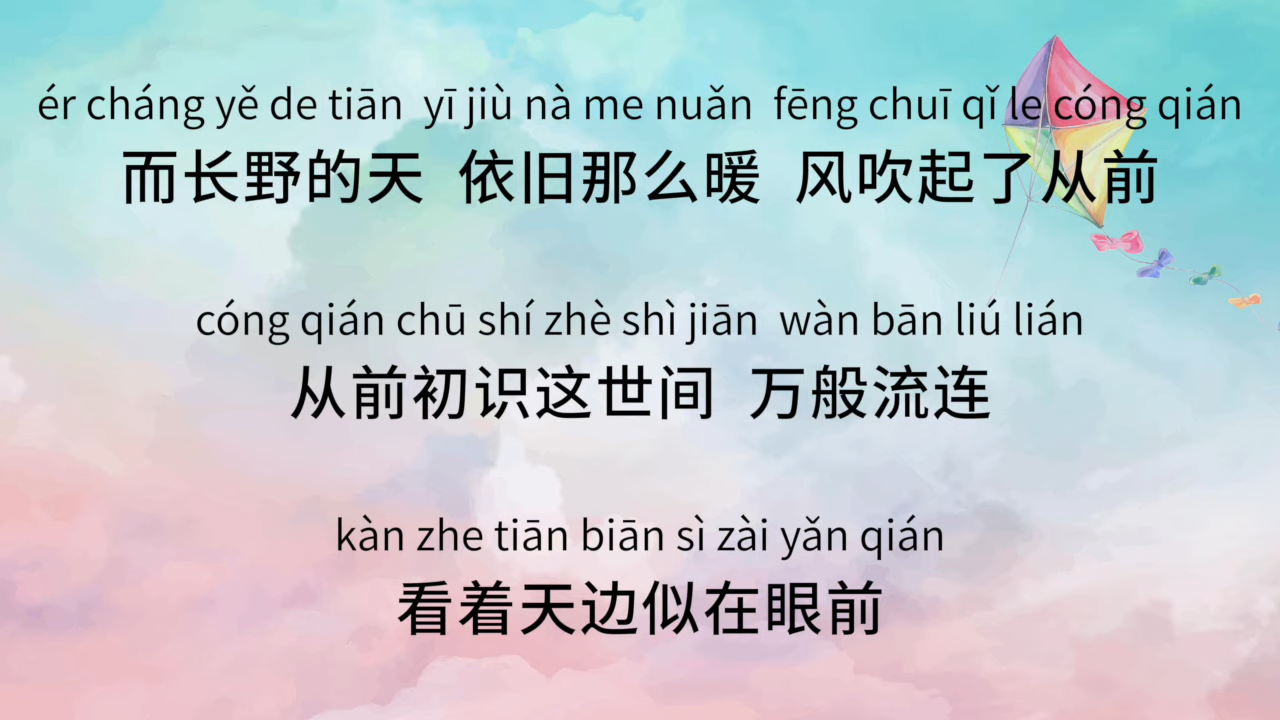 ér cháng yě de tiān  yī jiù nà me nuǎn  fēng chuī qǐ le cóng qián
而长野的天  依旧那么暖  风吹起了从前
cóng qián chū shí zhè shì jiān  wàn bān liú lián
从前初识这世间  万般流连
kàn zhe tiān biān sì zài yǎn qián
看着天边似在眼前